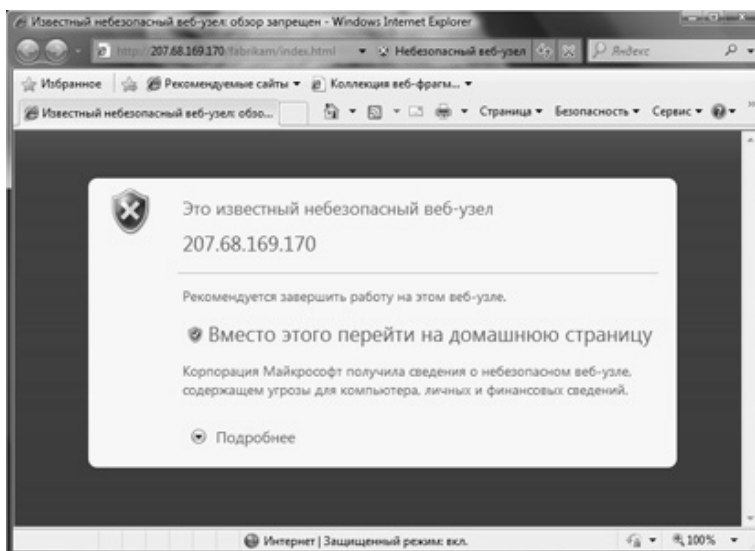 Известный небезопасный веб-узел: обзор запрещен - Windows Internet Explorer
http://207.68.169.170/fabrikam/index.html Небезопасный веб-узел Яндекс
Избранное Рекомендуемые сайты Коллекция веб-фрагм...
Известный небезопасный веб-узел: обзо... Страница Безопасность Сервис
Это известный небезопасный веб-узел
207.68.169.170
Рекомендуется завершить работу на этом веб-узле.
Вместо этого перейти на домашнюю страницу
Корпорация Майкрософт получила сведения о небезопасном веб-узле,
содержащем угрозы для компьютера, личных и финансовых сведений.
Подробнее
Интернет | Защищенный режим: вкл. 100%